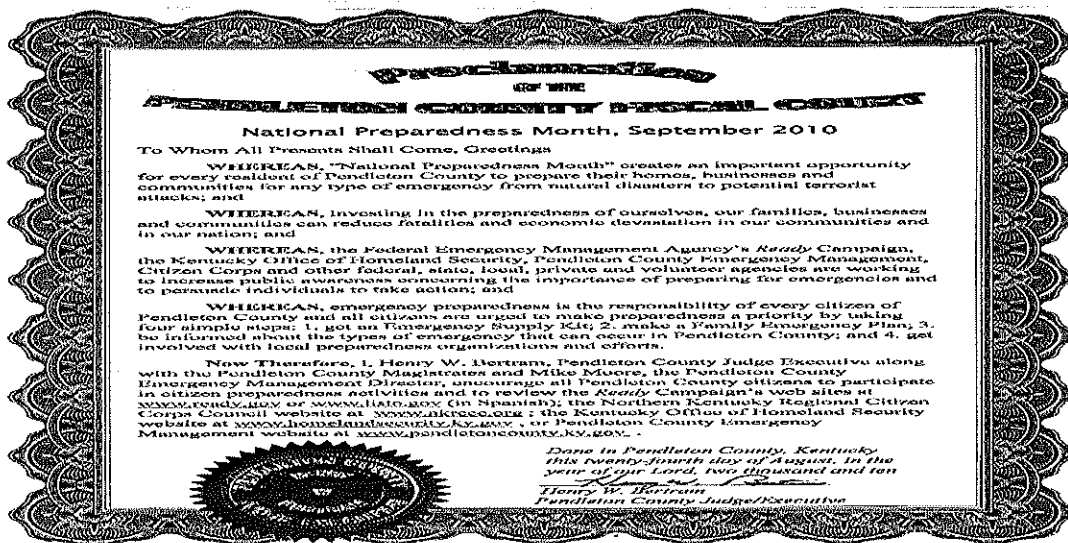 Proclamation
OF THE
PENDLETON COUNTY FISCAL COURT
National Preparedness Month, September 2010
To Whom All Presents Shall Come, Greetings
WHEREAS, "National Preparedness Month" creates an important opportunity
for every resident of Pendleton County to prepare their homes, businesses and
communities for any type of emergency from natural disasters to potential terrorist
attacks; and
WHEREAS, investing in the preparedness of ourselves, our families, businesses
and communities can reduce fatalities and economic devastation in our communities and
in our nation; and
WHEREAS, the Federal Emergency Management Agency's Ready Campaign,
the Kentucky Office of Homeland Security, Pendleton County Emergency Management,
Citizen Corps and other federal, state, local, private and volunteer agencies are working
to increase public awareness concerning the importance of preparing for emergencies and
to persuade individuals to take action; and
WHEREAS, emergency preparedness is the responsibility of every citizen of
Pendleton County and all citizens are urged to make preparedness a priority by taking
four simple steps: 1. get an Emergency Supply Kit; 2. make a Family Emergency Plan; 3.
be informed about the types of emergency that can occur in Pendleton County; and 4. get
involved with local preparedness organizations and efforts.
Now Therefore, I, Henry W. Bertram, Pendleton County Judge Executive along
with the Pendleton County Magistrates and Mike Moore, the Pendleton County
Emergency Management Director, encourage all Pendleton County citizens to participate
in citizen preparedness activities and to review the Ready Campaign's web sites at
www.ready.gov or www.listo.gov (in Spanish); the Northern Kentucky Regional Citizen
Corps Council website at www.nkrccc.org ; the Kentucky Office of Homeland Security
website at www.homelandsecurity.ky.gov , or Pendleton County Emergency
Management website at www.pendletoncounty.ky.gov .
Done in Pendleton County, Kentucky
this twenty-fourth day of August, in the
year of our Lord, two thousand and ten
Henry W. Bertram
Pendleton County Judge/Executive